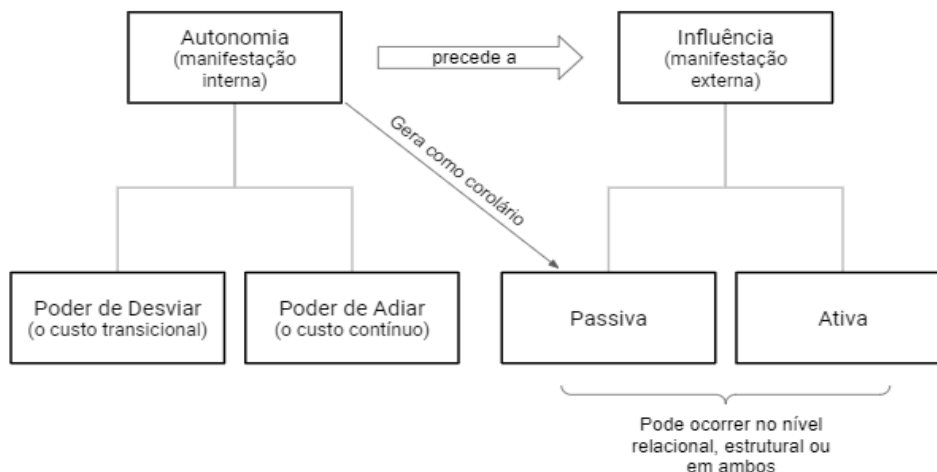 Autonomia
(manifestação
interna)
precede a
Influência
(manifestação
externa)
Gera como corolário
Poder de Desviar
(o custo transicional)
Poder de Adiar
(o custo contínuo)
Passiva
Ativa
Pode ocorrer no nível
relacional, estrutural ou
em ambos